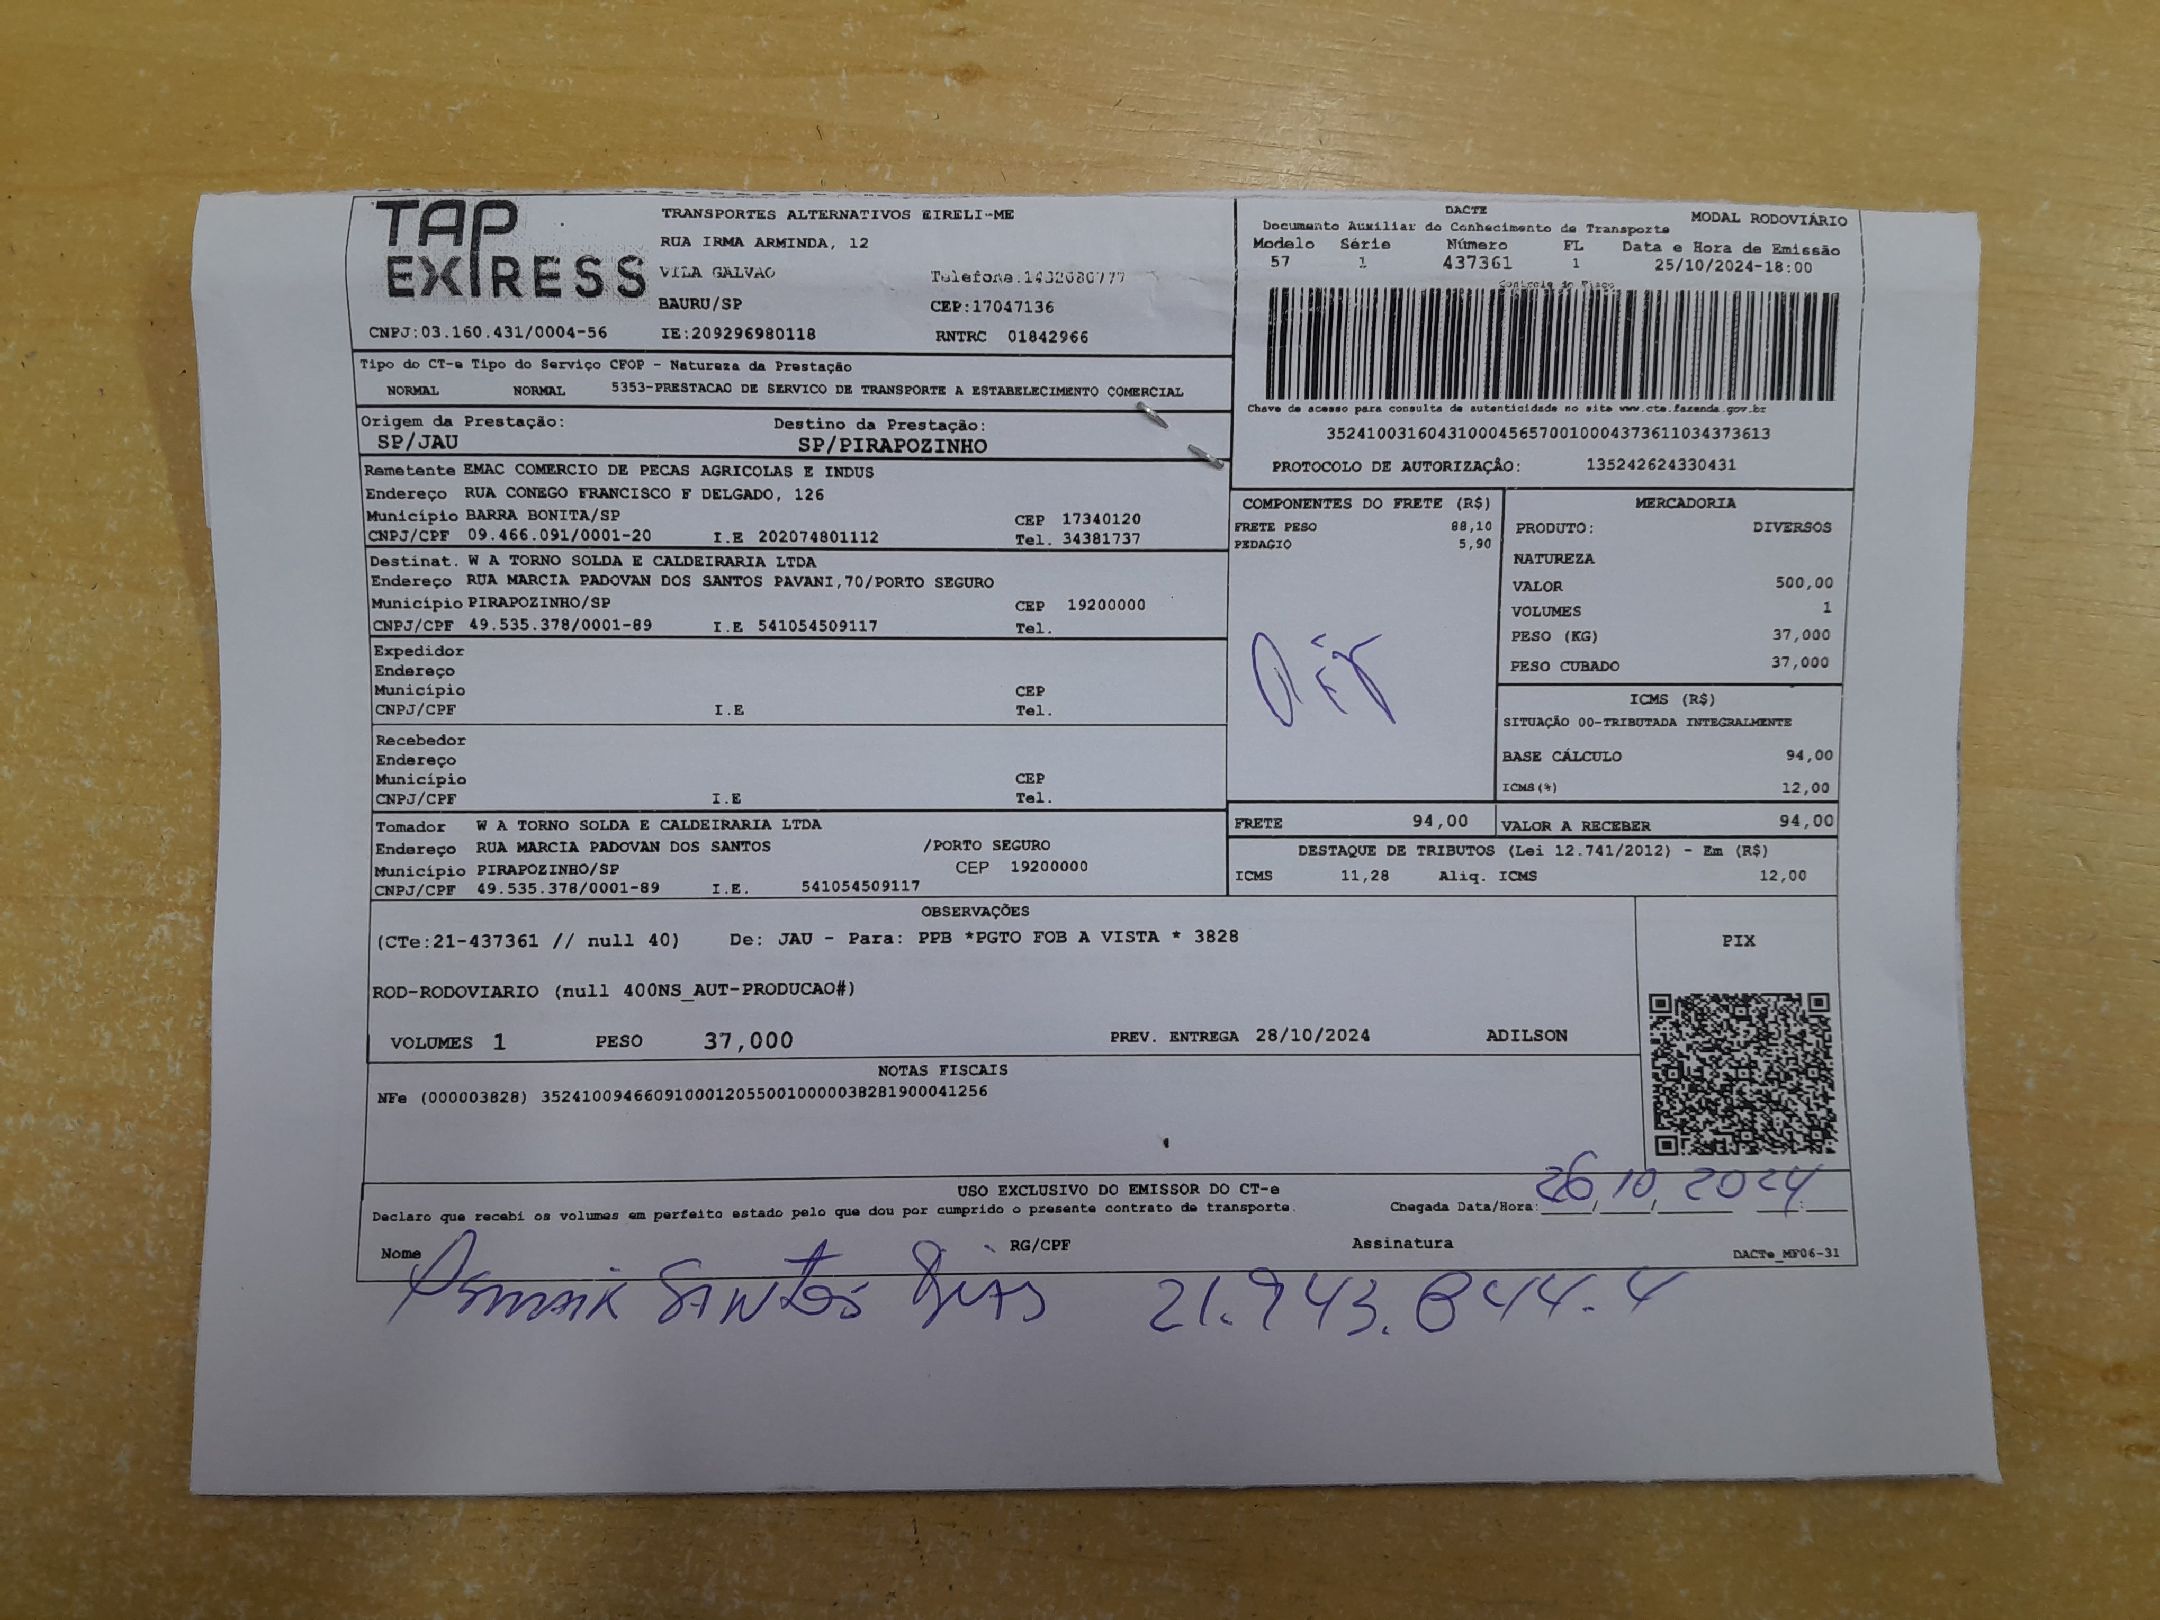 TAP
EXPRESS
TRANSPORTES ALTERNATIVOS EIRELI-ME
RUA IRMA ARMINDA, 12
VILA GALVAO Telefone.1432080777
BAURU/SP CEP:17047136
CNPJ:03.160.431/0004-56 IE:209296980118 RNTRC 01842966
DACTE MODAL RODOVIÁRIO
Documento Auxiliar do Conhecimento de Transporte
Modelo Série Número FL Data e Hora de Emissão
57 1 437361 1 25/10/2024-18:00
Controle do Fisco
Chave de acesso para consulta de autenticidade no site www.cte.fazenda.gov.br
35241003160431000456570010004373611034373613
PROTOCOLO DE AUTORIZAÇÂO: 135242624330431
Tipo do CT-e Tipo do Serviço CFOP - Natureza da Prestação
NORMAL NORMAL 5353-PRESTACAO DE SERVICO DE TRANSPORTE A ESTABELECIMENTO COMERCIAL
Origem da Prestação: Destino da Prestação:
SP/JAU SP/PIRAPOZINHO
Remetente EMAC COMERCIO DE PECAS AGRICOLAS E INDUS
Endereço RUA CONEGO FRANCISCO F DELGADO, 126
Município BARRA BONITA/SP CEP 17340120
CNPJ/CPF 09.466.091/0001-20 I.E 202074801112 Tel. 34381737
Destinat. W A TORNO SOLDA E CALDEIRARIA LTDA
Endereço RUA MARCIA PADOVAN DOS SANTOS PAVANI,70/PORTO SEGURO
Município PIRAPOZINHO/SP CEP 19200000
CNPJ/CPF 49.535.378/0001-89 I.E 541054509117 Tel.
Expedidor
Endereço
Município CEP
CNPJ/CPF I.E Tel.
Recebedor
Endereço
Município CEP
CNPJ/CPF I.E Tel.
Tomador W A TORNO SOLDA E CALDEIRARIA LTDA
Endereço RUA MARCIA PADOVAN DOS SANTOS /PORTO SEGURO
Município PIRAPOZINHO/SP CEP 19200000
CNPJ/CPF 49.535.378/0001-89 I.E. 541054509117
COMPONENTES DO FRETE (R$)
FRETE PESO 88,10
PEDAGIO 5,90
MERCADORIA
PRODUTO: DIVERSOS
NATUREZA
VALOR 500,00
VOLUMES 1
PESO (KG) 37,000
PESO CUBADO 37,000
ICMS (R$)
SITUAÇÃO 00-TRIBUTADA INTEGRALMENTE
BASE CÁLCULO 94,00
ICMS(%) 12,00
FRETE 94,00 VALOR A RECEBER 94,00
DESTAQUE DE TRIBUTOS (Lei 12.741/2012) - Em (R$)
ICMS 11,28 Aliq. ICMS 12,00
OBSERVAÇÕES
(CTe:21-437361 // null 40) De: JAU - Para: PPB *PGTO FOB A VISTA * 3828
ROD-RODOVIARIO (null 400NS_AUT-PRODUCAO#)
VOLUMES 1 PESO 37,000 PREV. ENTREGA 28/10/2024 ADILSON
PIX
NOTAS FISCAIS
NFe (000003828) 35241009466091000120550010000038281900041256
USO EXCLUSIVO DO EMISSOR DO CT-e
Declaro que recebi os volumes em perfeito estado pelo que dou por cumprido o presente contrato de transporte.
Chegada Data/Hora: 26/10/2024
Nome RG/CPF Assinatura DACTe_MF06-31
Santos Dias 21.943.844-4